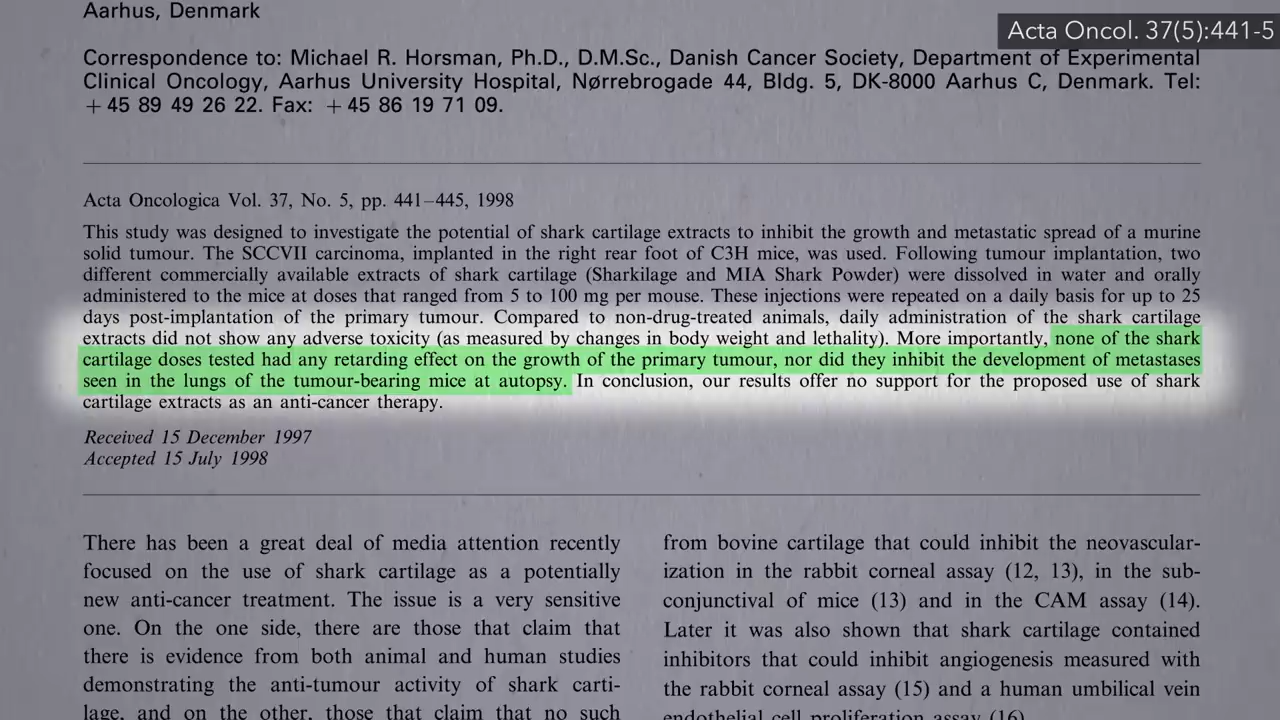 Aarhus, Denmark
Acta Oncol. 37(5):441-5
Correspondence to: Michael R. Horsman, Ph.D., D.M.Sc., Danish Cancer Society, Department of Experimental
Clinical Oncology, Aarhus University Hospital, Nørrebrogade 44, Bldg. 5, DK-8000 Aarhus C, Denmark. Tel:
+ 45 89 49 26 22. Fax: + 45 86 19 71 09.
Acta Oncologica Vol. 37, No. 5, pp. 441–445, 1998
This study was designed to investigate the potential of shark cartilage extracts to inhibit the growth and metastatic spread of a murine
solid tumour. The SCCVII carcinoma, implanted in the right rear foot of C3H mice, was used. Following tumour implantation, two
different commercially available extracts of shark cartilage (Sharkilage and MIA Shark Powder) were dissolved in water and orally
administered to the mice at doses that ranged from 5 to 100 mg per mouse. These injections were repeated on a daily basis for up to 25
days post-implantation of the primary tumour. Compared to non-drug-treated animals, daily administration of the shark cartilage
extracts did not show any adverse toxicity (as measured by changes in body weight and lethality). More importantly, none of the shark
cartilage doses tested had any retarding effect on the growth of the primary tumour, nor did they inhibit the development of metastases
seen in the lungs of the tumour-bearing mice at autopsy. In conclusion, our results offer no support for the proposed use of shark
cartilage extracts as an anti-cancer therapy.
Received 15 December 1997
Accepted 15 July 1998
There has been a great deal of media attention recently
focused on the use of shark cartilage as a potentially
new anti-cancer treatment. The issue is a very sensitive
one. On the one side, there are those that claim that
there is evidence from both animal and human studies
demonstrating the anti-tumour activity of shark carti-
lage, and on the other, those that claim that no such
from bovine cartilage that could inhibit the neovascular-
ization in the rabbit corneal assay (12, 13), in the sub-
conjunctival of mice (13) and in the CAM assay (14).
Later it was also shown that shark cartilage contained
inhibitors that could inhibit angiogenesis measured with
the rabbit corneal assay (15) and a human umbilical vein
endothelial cell proliferation assay (16).